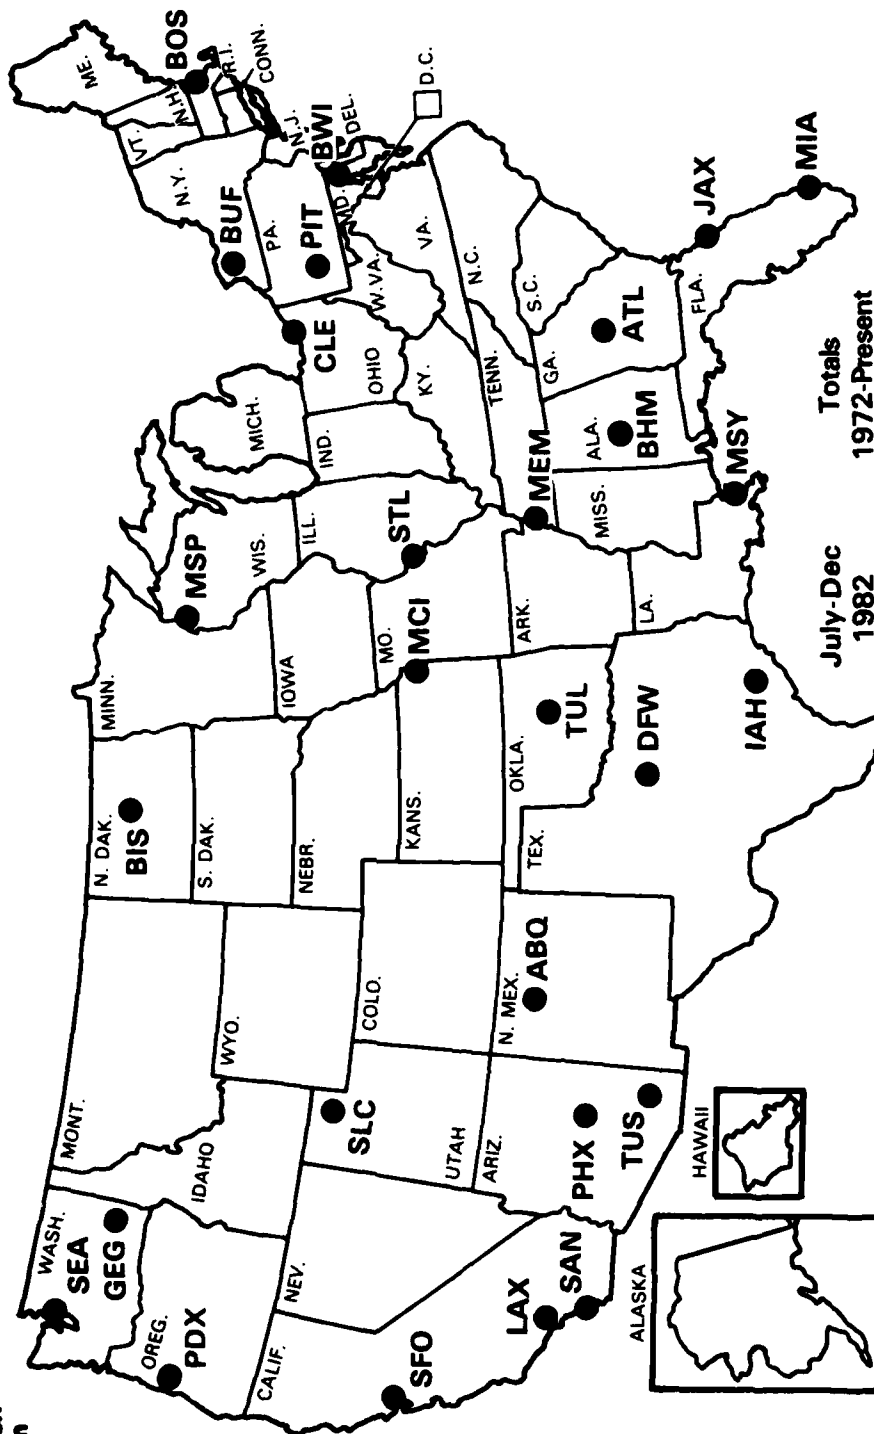 WASH.
SEA
GEG
OREG.
PDX
CALIF.
SFO
LAX
SAN
NEV.
IDAHO
MONT.
WYO.
UTAH
SLC
COLO.
ARIZ.
PHX
TUS
N. MEX.
ABQ
N. DAK.
BIS
S. DAK.
NEBR.
KANS.
OKLA.
TUL
TEX.
DFW
IAH
MINN.
MSP
IOWA
MO.
MCI
ARK.
LA.
WIS.
ILL.
STL
MICH.
IND.
OHIO
CLE
KY.
TENN.
MEM
MISS.
ALA.
BHM
MSY
GA.
ATL
FLA.
JAX
MIA
S.C.
N.C.
VA.
W.VA.
MD.
BWI
DEL.
D.C.
PA.
PIT
N.J.
N.Y.
BUF
VT.
N.H.
ME.
BOS
R.I.
CONN.
ALASKA
HAWAII
July-Dec
1982
Totals
1972-Present